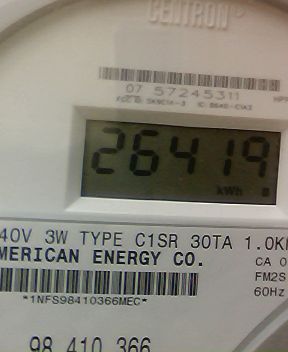 CENTRON
07 57245311
26419
kWh
40V 3W TYPE C1SR 30TA 1.0K
MERICAN ENERGY CO.
CA 0
FM2S
60Hz
*1NFS98410366MEC*
98 410 366